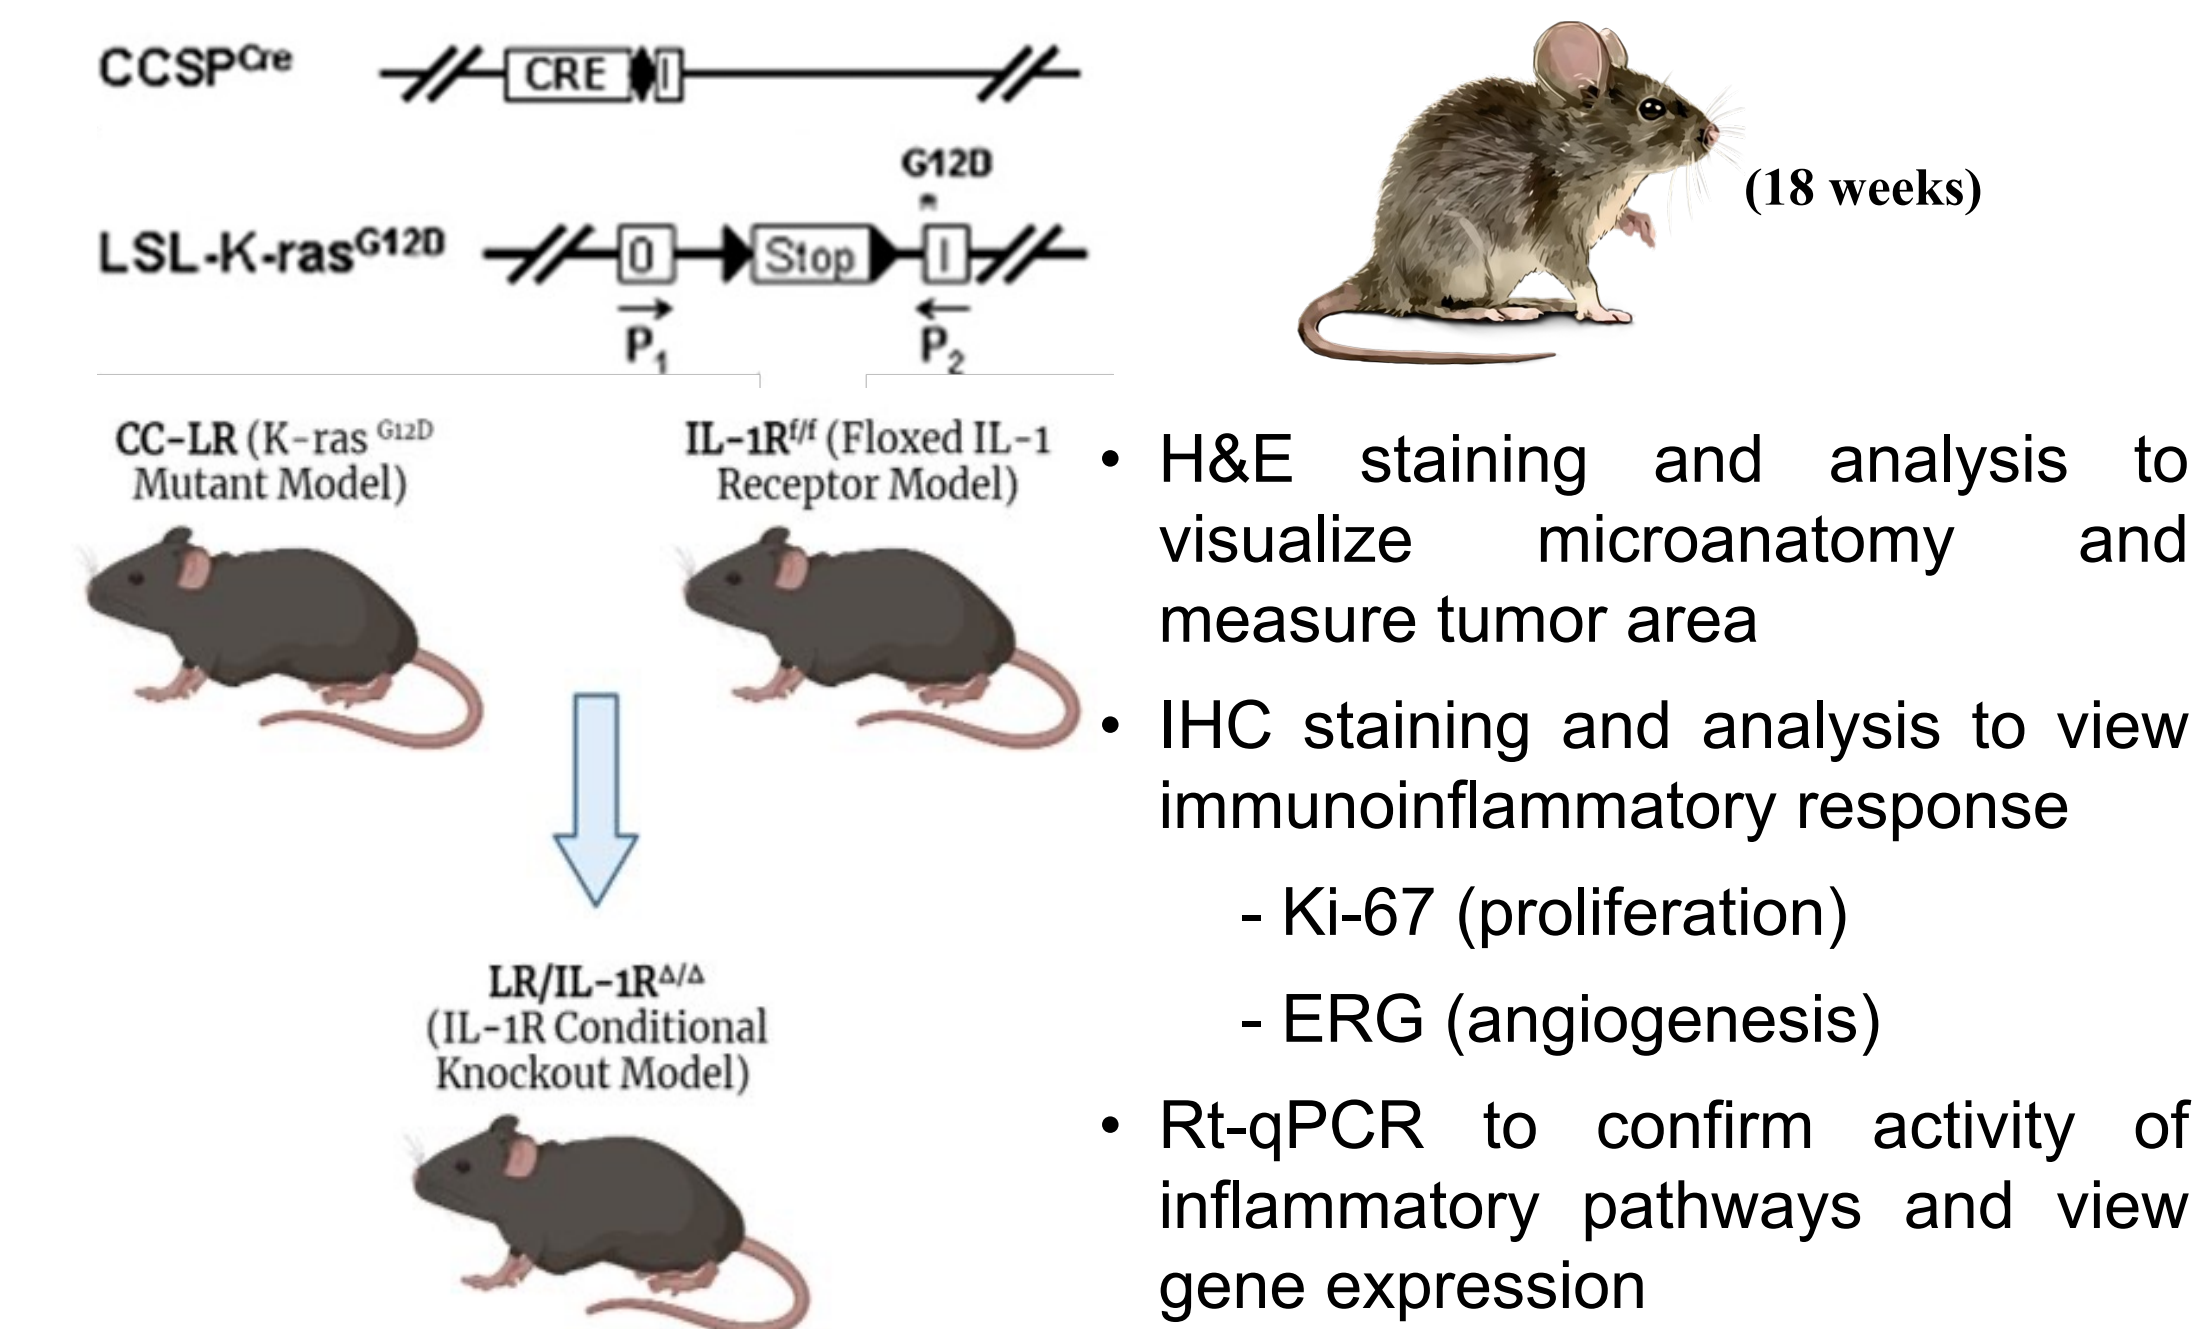 CCSPCre
CRE I
G12D
LSL-K-rasG12D
0 Stop I
P1 P2
CC-LR (K-ras G12D
Mutant Model)
IL-1Rf/f (Floxed IL-1
Receptor Model)
LR/IL-1RΔ/Δ
(IL-1R Conditional
Knockout Model)
(18 weeks)
• H&E staining and analysis to
visualize microanatomy and
measure tumor area
• IHC staining and analysis to view
immunoinflammatory response
- Ki-67 (proliferation)
- ERG (angiogenesis)
• Rt-qPCR to confirm activity of
inflammatory pathways and view
gene expression